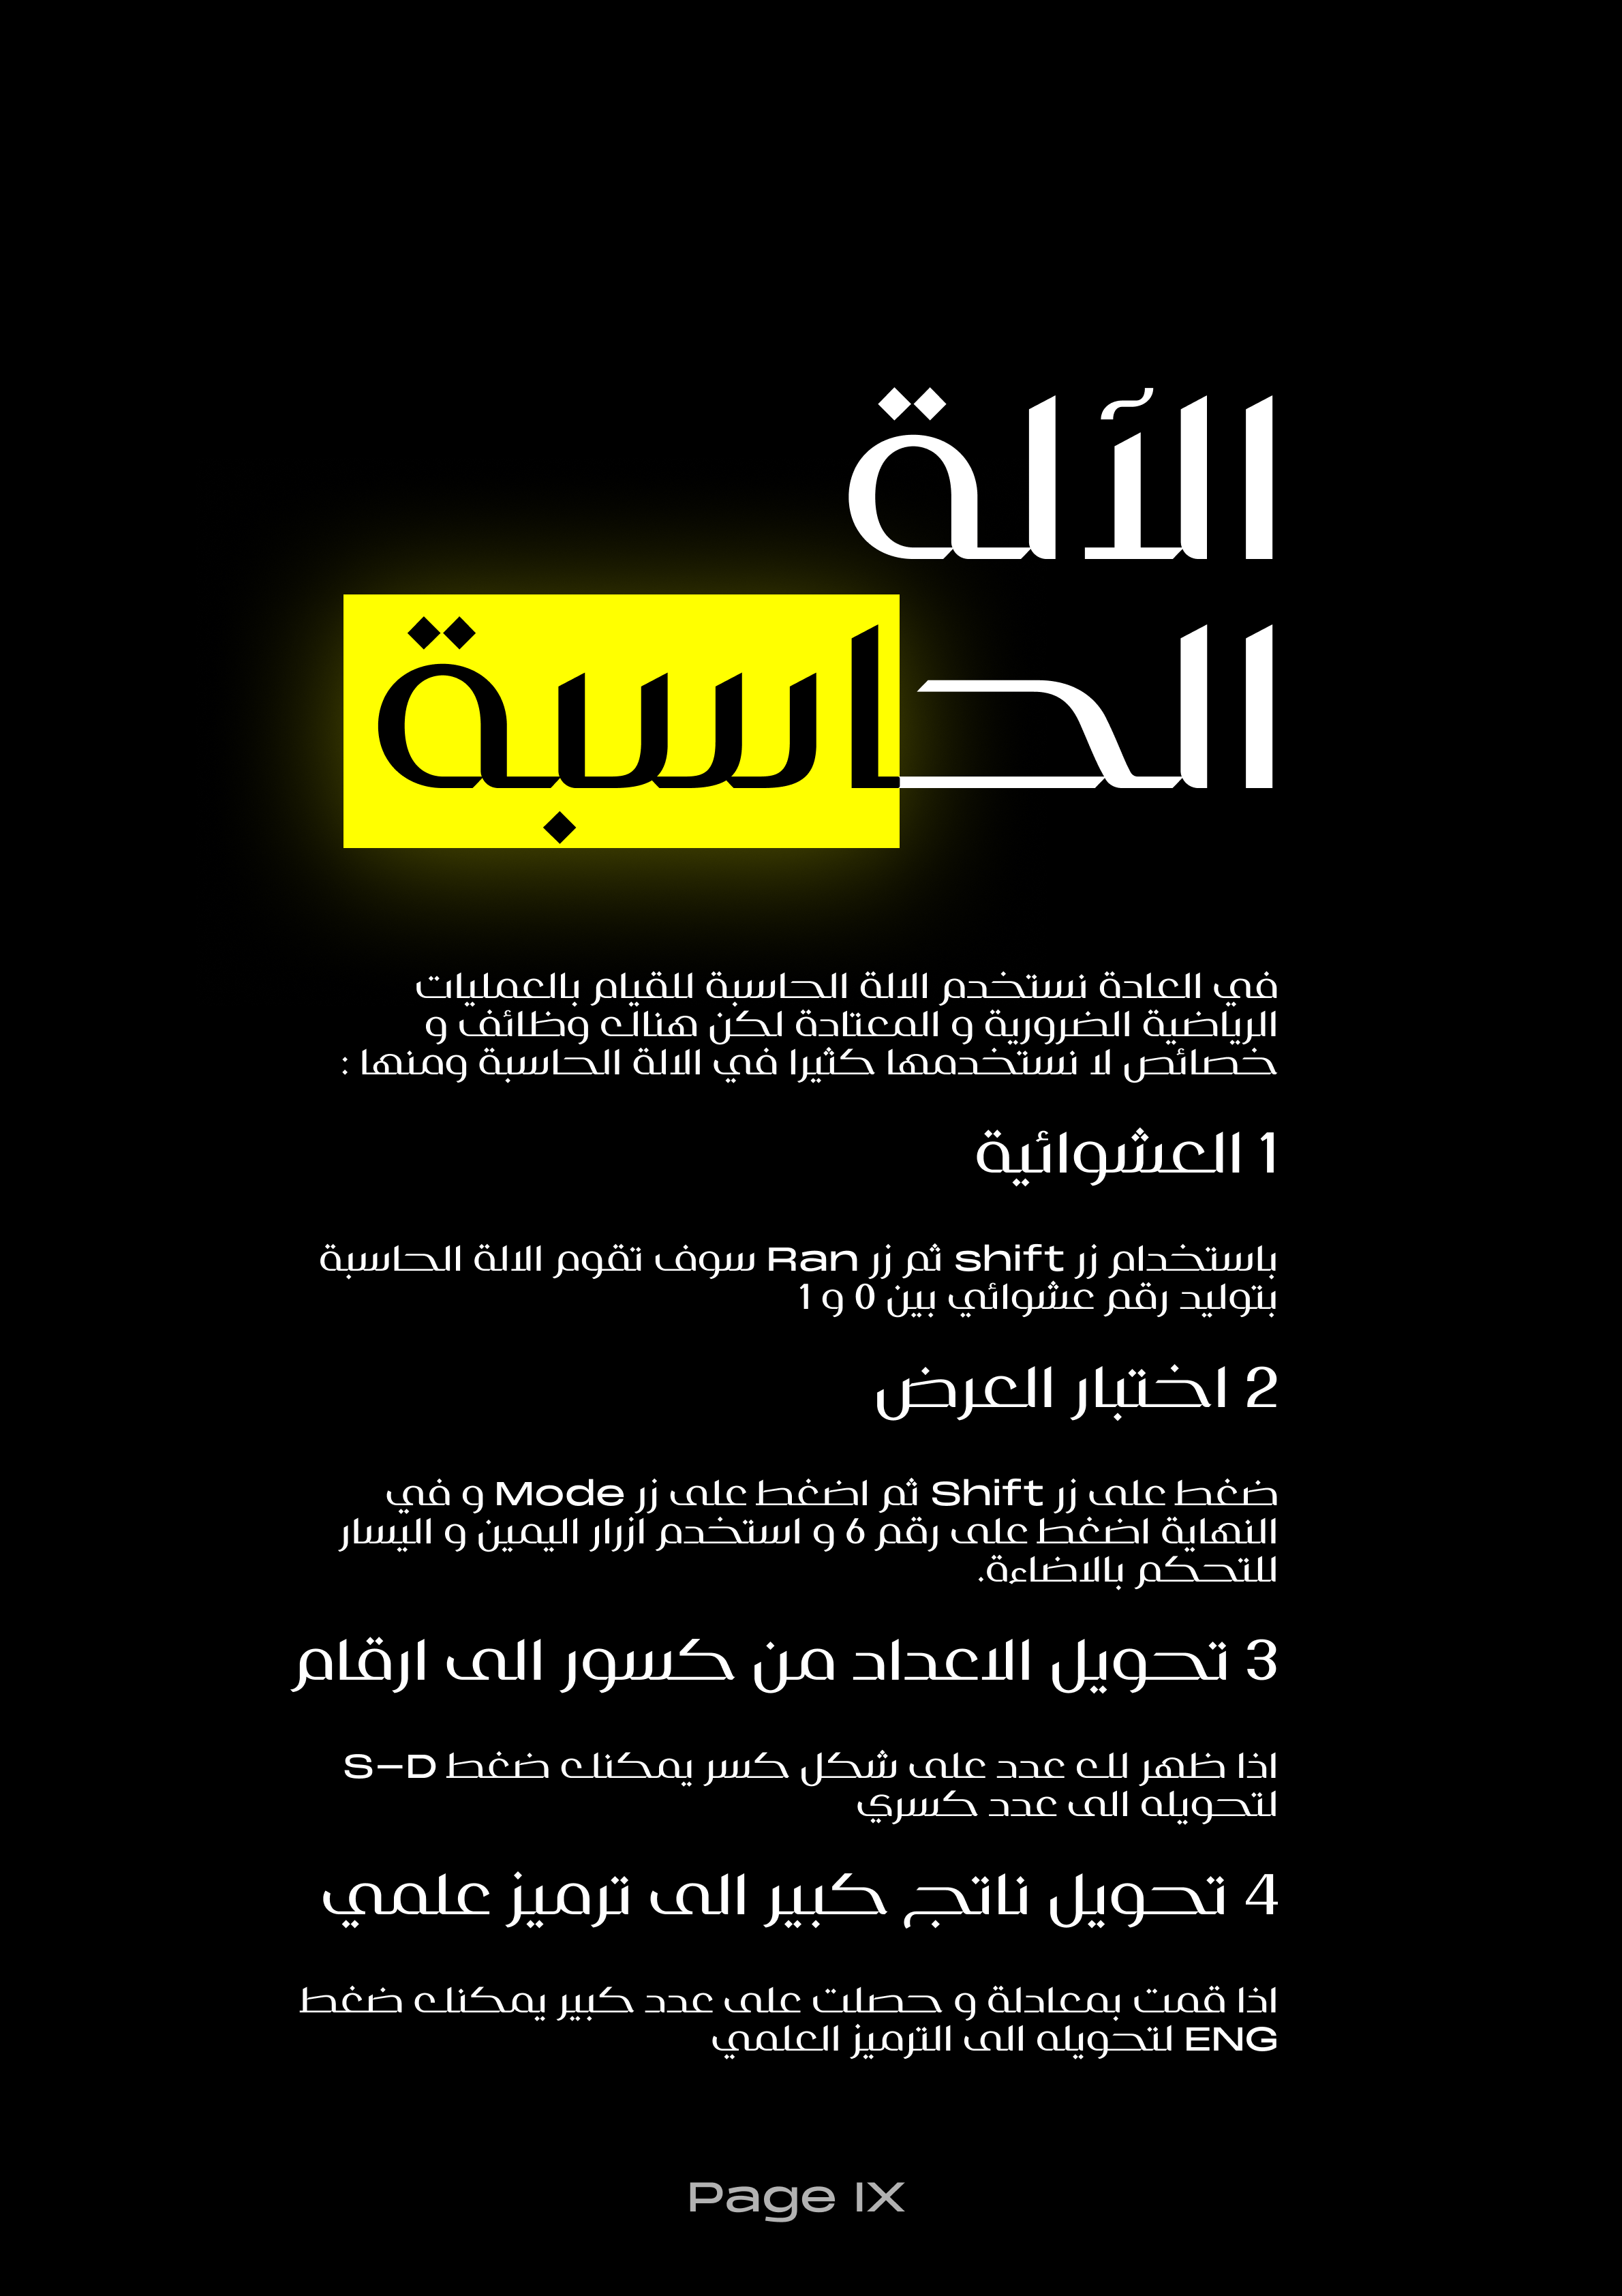 الآلة
الحاسبة
في العادة نستخدم الالة الحاسبة للقيام بالعمليات
الرياضية الضرورية و المعتادة لكن هناك وظائف و
خصائص لا نستخدمها كثيرا في الالة الحاسبة ومنها :
1 العشوائية
باستخدام زر shift ثم زر Ran سوف تقوم الالة الحاسبة
بتوليد رقم عشوائي بين 0 و 1
2 اختبار العرض
ضغط على زر Shift ثم اضغط على زر Mode و في
النهاية اضغط على رقم 6 و استخدم ازرار اليمين و اليسار
للتحكم بالاضاءة.
3 تحويل الاعداد من كسور الى ارقام
اذا ظهر لك عدد على شكل كسر يمكنك ضغط S-D
لتحويله الى عدد كسري
4 تحويل ناتج كبير الى ترميز علمي
اذا قمت بمعادلة و حصلت على عدد كبير يمكنك ضغط
ENG لتحويله الى الترميز العلمي
Page IX